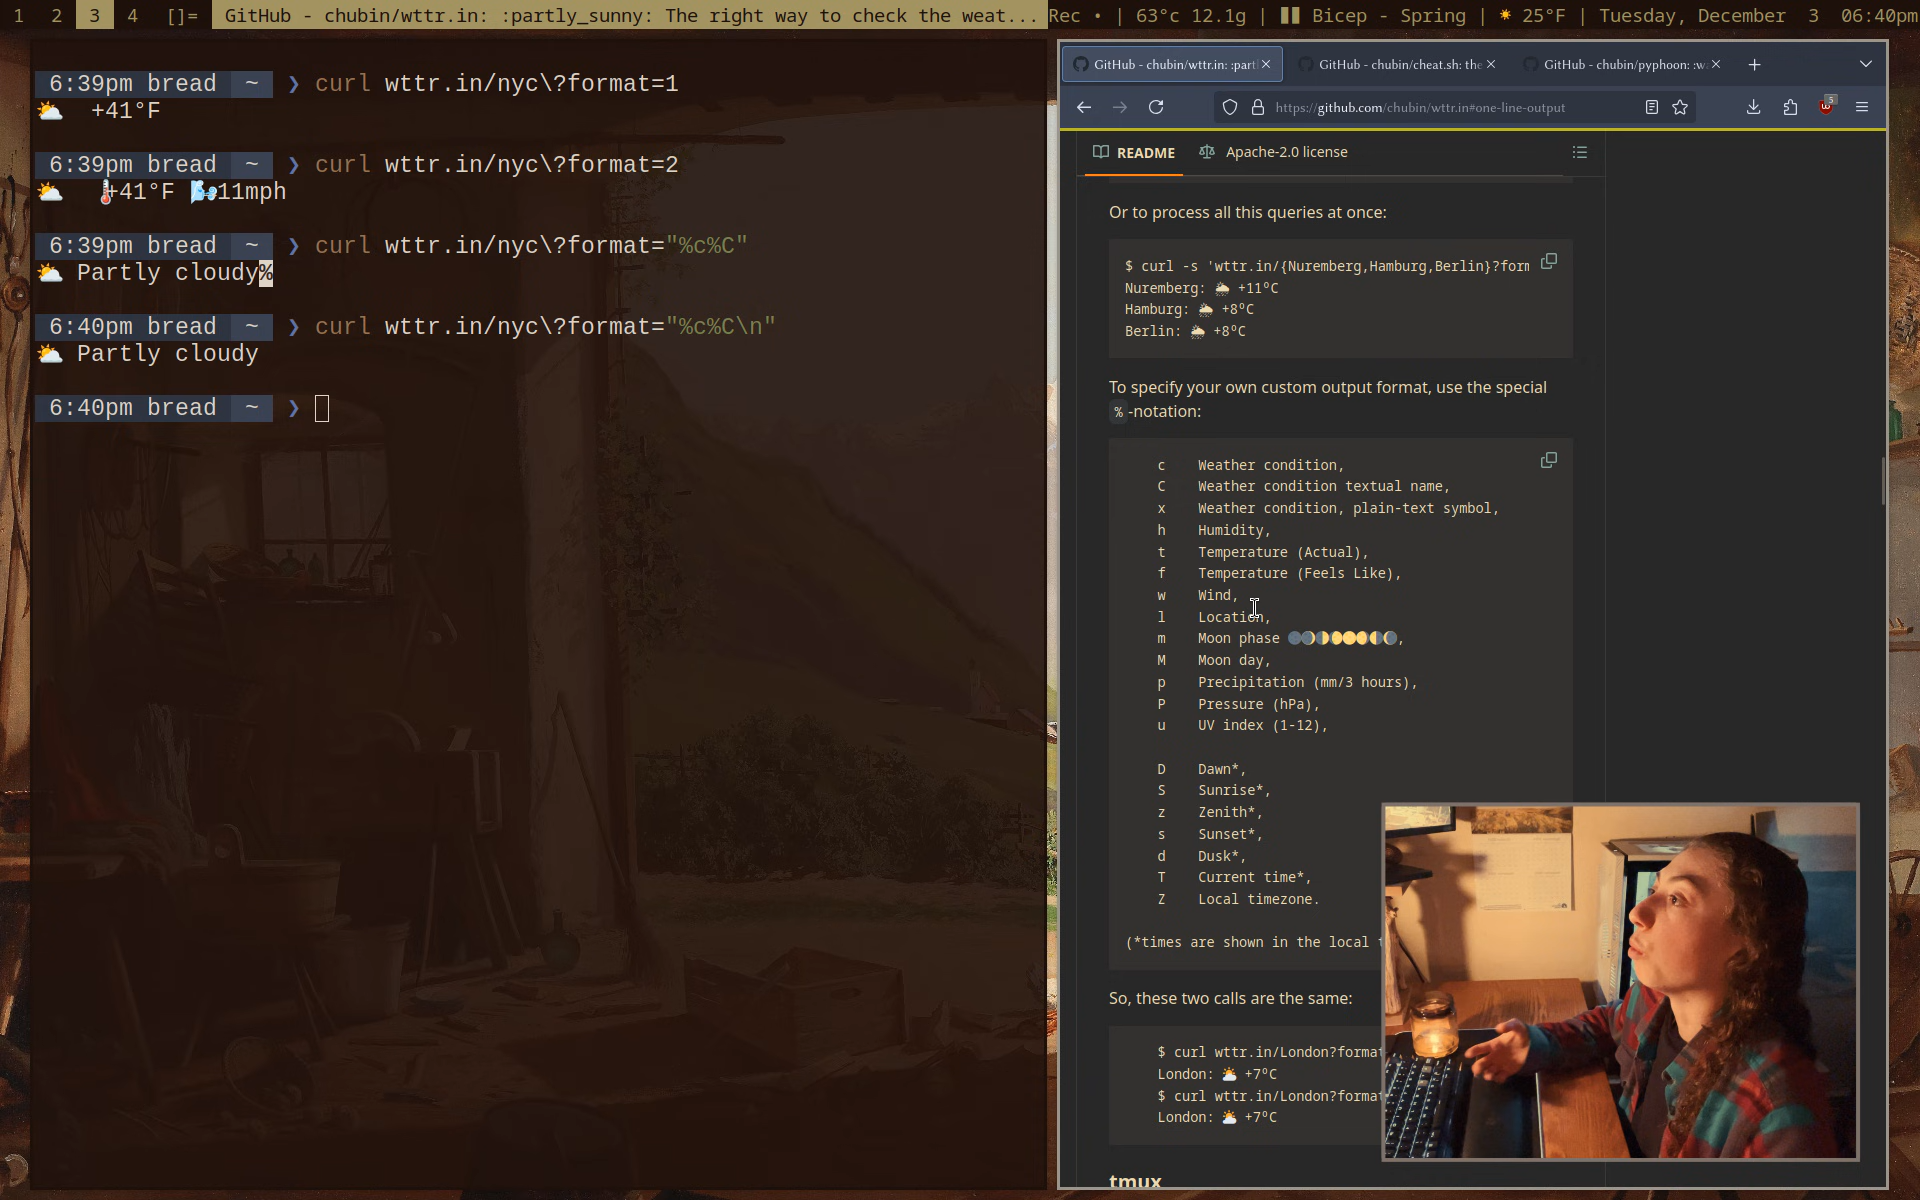 1 2 3 4 []= GitHub - chubin/wttr.in: :partly_sunny: The right way to check the weat... Rec • | 63°c 12.1g | Bicep - Spring | 25°F | Tuesday, December 3 06:40pm
6:39pm bread ~ ❯ curl wttr.in/nyc\?format=1
⛅ +41°F
6:39pm bread ~ ❯ curl wttr.in/nyc\?format=2
⛅ 🌡+41°F 🌬11mph
6:39pm bread ~ ❯ curl wttr.in/nyc\?format="%c%C"
⛅ Partly cloudy%
6:40pm bread ~ ❯ curl wttr.in/nyc\?format="%c%C\n"
⛅ Partly cloudy
6:40pm bread ~ ❯
GitHub - chubin/wttr.in: :part GitHub - chubin/cheat.sh: the GitHub - chubin/pyphoon: :w
https://github.com/chubin/wttr.in#one-line-output 5
README Apache-2.0 license
Or to process all this queries at once:
$ curl -s 'wttr.in/{Nuremberg,Hamburg,Berlin}?form
Nuremberg: 🌦 +11⁰C
Hamburg: 🌦 +8⁰C
Berlin: 🌦 +8⁰C
To specify your own custom output format, use the special
%-notation:
c Weather condition,
C Weather condition textual name,
x Weather condition, plain-text symbol,
h Humidity,
t Temperature (Actual),
f Temperature (Feels Like),
w Wind,
l Location,
m Moon phase 🌑🌒🌓🌔🌕🌖🌗🌘,
M Moon day,
p Precipitation (mm/3 hours),
P Pressure (hPa),
u UV index (1-12),
D Dawn*,
S Sunrise*,
z Zenith*,
s Sunset*,
d Dusk*,
T Current time*,
Z Local timezone.
(*times are shown in the local t
So, these two calls are the same:
$ curl wttr.in/London?format
London: ⛅ +7⁰C
$ curl wttr.in/London?format
London: ⛅ +7⁰C
tmux